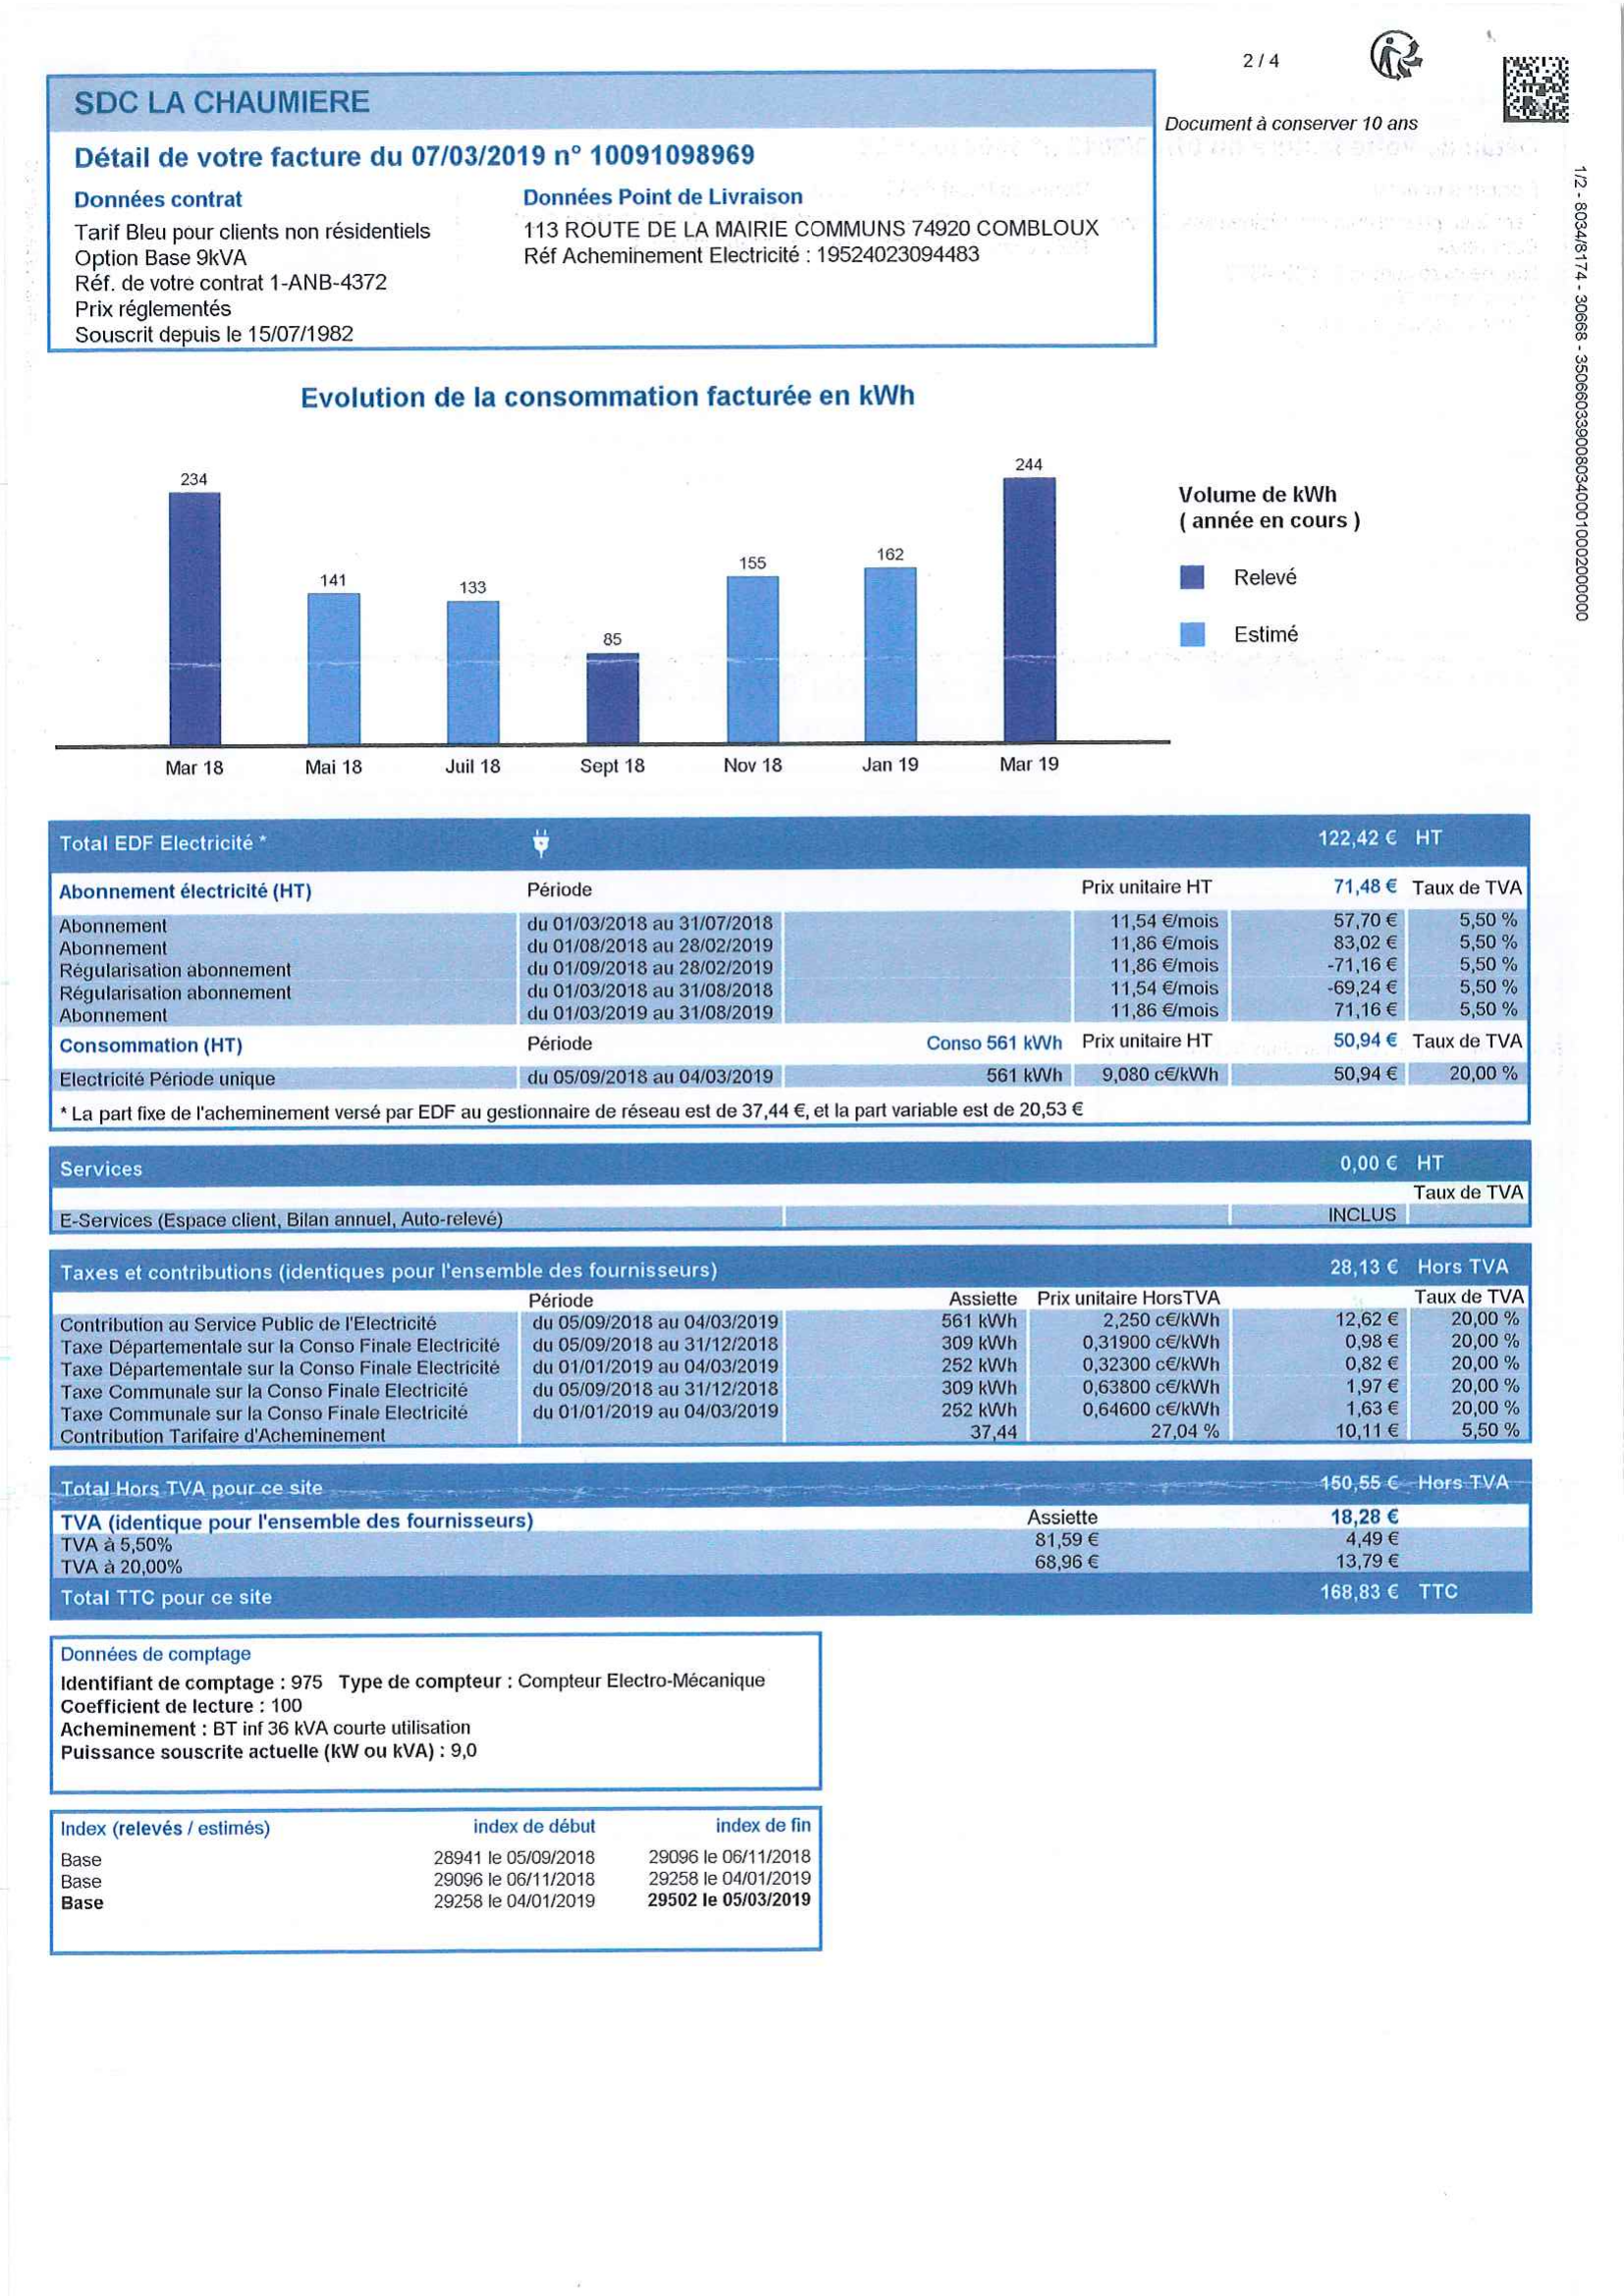 2 / 4
SDC LA CHAUMIERE
Document à conserver 10 ans
Détail de votre facture du 07/03/2019 n° 10091098969
Données contrat
Tarif Bleu pour clients non résidentiels
Option Base 9kVA
Réf. de votre contrat 1-ANB-4372
Prix réglementés
Souscrit depuis le 15/07/1982
Données Point de Livraison
113 ROUTE DE LA MAIRIE COMMUNS 74920 COMBLOUX
Réf Acheminement Electricité : 19524023094483
1/2 - 8034/8174 - 30668 - 35066033900803400010002000000
Evolution de la consommation facturée en kWh
234
141
133
85
155
162
244
Mar 18
Mai 18
Juil 18
Sept 18
Nov 18
Jan 19
Mar 19
Volume de kWh
( année en cours )
Relevé
Estimé
Total EDF Electricité * 122,42 € HT
Abonnement électricité (HT) Période Prix unitaire HT 71,48 € Taux de TVA
Abonnement du 01/03/2018 au 31/07/2018 11,54 €/mois 57,70 € 5,50 %
Abonnement du 01/08/2018 au 28/02/2019 11,86 €/mois 83,02 € 5,50 %
Régularisation abonnement du 01/09/2018 au 28/02/2019 11,86 €/mois -71,16 € 5,50 %
Régularisation abonnement du 01/03/2018 au 31/08/2018 11,54 €/mois -69,24 € 5,50 %
Abonnement du 01/03/2019 au 31/08/2019 11,86 €/mois 71,16 € 5,50 %
Consommation (HT) Période Conso 561 kWh Prix unitaire HT 50,94 € Taux de TVA
Electricité Période unique du 05/09/2018 au 04/03/2019 561 kWh 9,080 c€/kWh 50,94 € 20,00 %
* La part fixe de l'acheminement versé par EDF au gestionnaire de réseau est de 37,44 €, et la part variable est de 20,53 €
Services 0,00 € HT
Taux de TVA
E-Services (Espace client, Bilan annuel, Auto-relevé) INCLUS
Taxes et contributions (identiques pour l'ensemble des fournisseurs) 28,13 € Hors TVA
Période Assiette Prix unitaire HorsTVA Taux de TVA
Contribution au Service Public de l'Electricité du 05/09/2018 au 04/03/2019 561 kWh 2,250 c€/kWh 12,62 € 20,00 %
Taxe Départementale sur la Conso Finale Electricité du 05/09/2018 au 31/12/2018 309 kWh 0,31900 c€/kWh 0,98 € 20,00 %
Taxe Départementale sur la Conso Finale Electricité du 01/01/2019 au 04/03/2019 252 kWh 0,32300 c€/kWh 0,82 € 20,00 %
Taxe Communale sur la Conso Finale Electricité du 05/09/2018 au 31/12/2018 309 kWh 0,63800 c€/kWh 1,97 € 20,00 %
Taxe Communale sur la Conso Finale Electricité du 01/01/2019 au 04/03/2019 252 kWh 0,64600 c€/kWh 1,63 € 20,00 %
Contribution Tarifaire d'Acheminement 37,44 27,04 % 10,11 € 5,50 %
Total Hors TVA pour ce site 150,55 € Hors TVA
TVA (identique pour l'ensemble des fournisseurs) Assiette 18,28 €
TVA à 5,50% 81,59 € 4,49 €
TVA à 20,00% 68,96 € 13,79 €
Total TTC pour ce site 168,83 € TTC
Données de comptage
Identifiant de comptage : 975 Type de compteur : Compteur Electro-Mécanique
Coefficient de lecture : 100
Acheminement : BT inf 36 kVA courte utilisation
Puissance souscrite actuelle (kW ou kVA) : 9,0
Index (relevés / estimés) index de début index de fin
Base 28941 le 05/09/2018 29096 le 06/11/2018
Base 29096 le 06/11/2018 29258 le 04/01/2019
Base 29258 le 04/01/2019 29502 le 05/03/2019